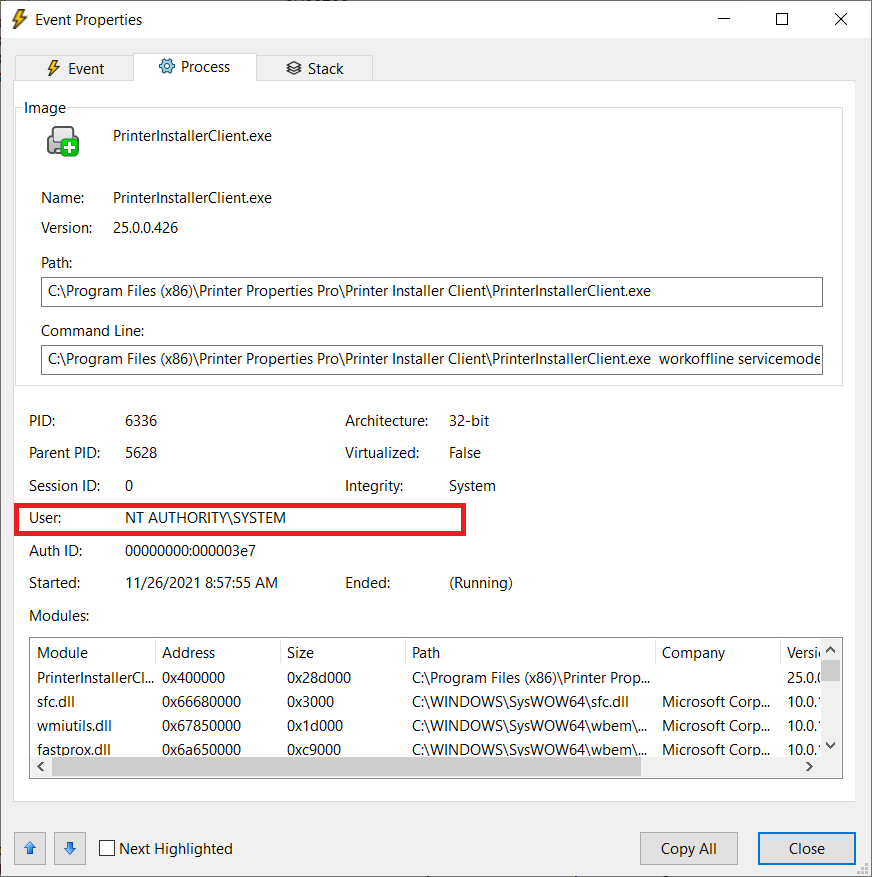 Event Properties
Event Process Stack
Image
PrinterInstallerClient.exe
Name: PrinterInstallerClient.exe
Version: 25.0.0.426
Path:
C:\Program Files (x86)\Printer Properties Pro\Printer Installer Client\PrinterInstallerClient.exe
Command Line:
C:\Program Files (x86)\Printer Properties Pro\Printer Installer Client\PrinterInstallerClient.exe  workoffline servicemode
PID: 6336 Architecture: 32-bit
Parent PID: 5628 Virtualized: False
Session ID: 0 Integrity: System
User: NT AUTHORITY\SYSTEM
Auth ID: 00000000:000003e7
Started: 11/26/2021 8:57:55 AM Ended: (Running)
Modules:
Module Address Size Path Company Versi
PrinterInstallerCl... 0x400000 0x28d000 C:\Program Files (x86)\Printer Prop... 25.0.0
sfc.dll 0x66680000 0x3000 C:\WINDOWS\SysWOW64\sfc.dll Microsoft Corp... 10.0.1
wmiutils.dll 0x67850000 0x1d000 C:\WINDOWS\SysWOW64\wbem\... Microsoft Corp... 10.0.1
fastprox.dll 0x6a650000 0xc9000 C:\WINDOWS\SysWOW64\wbem\... Microsoft Corp... 10.0.1
Next Highlighted Copy All Close